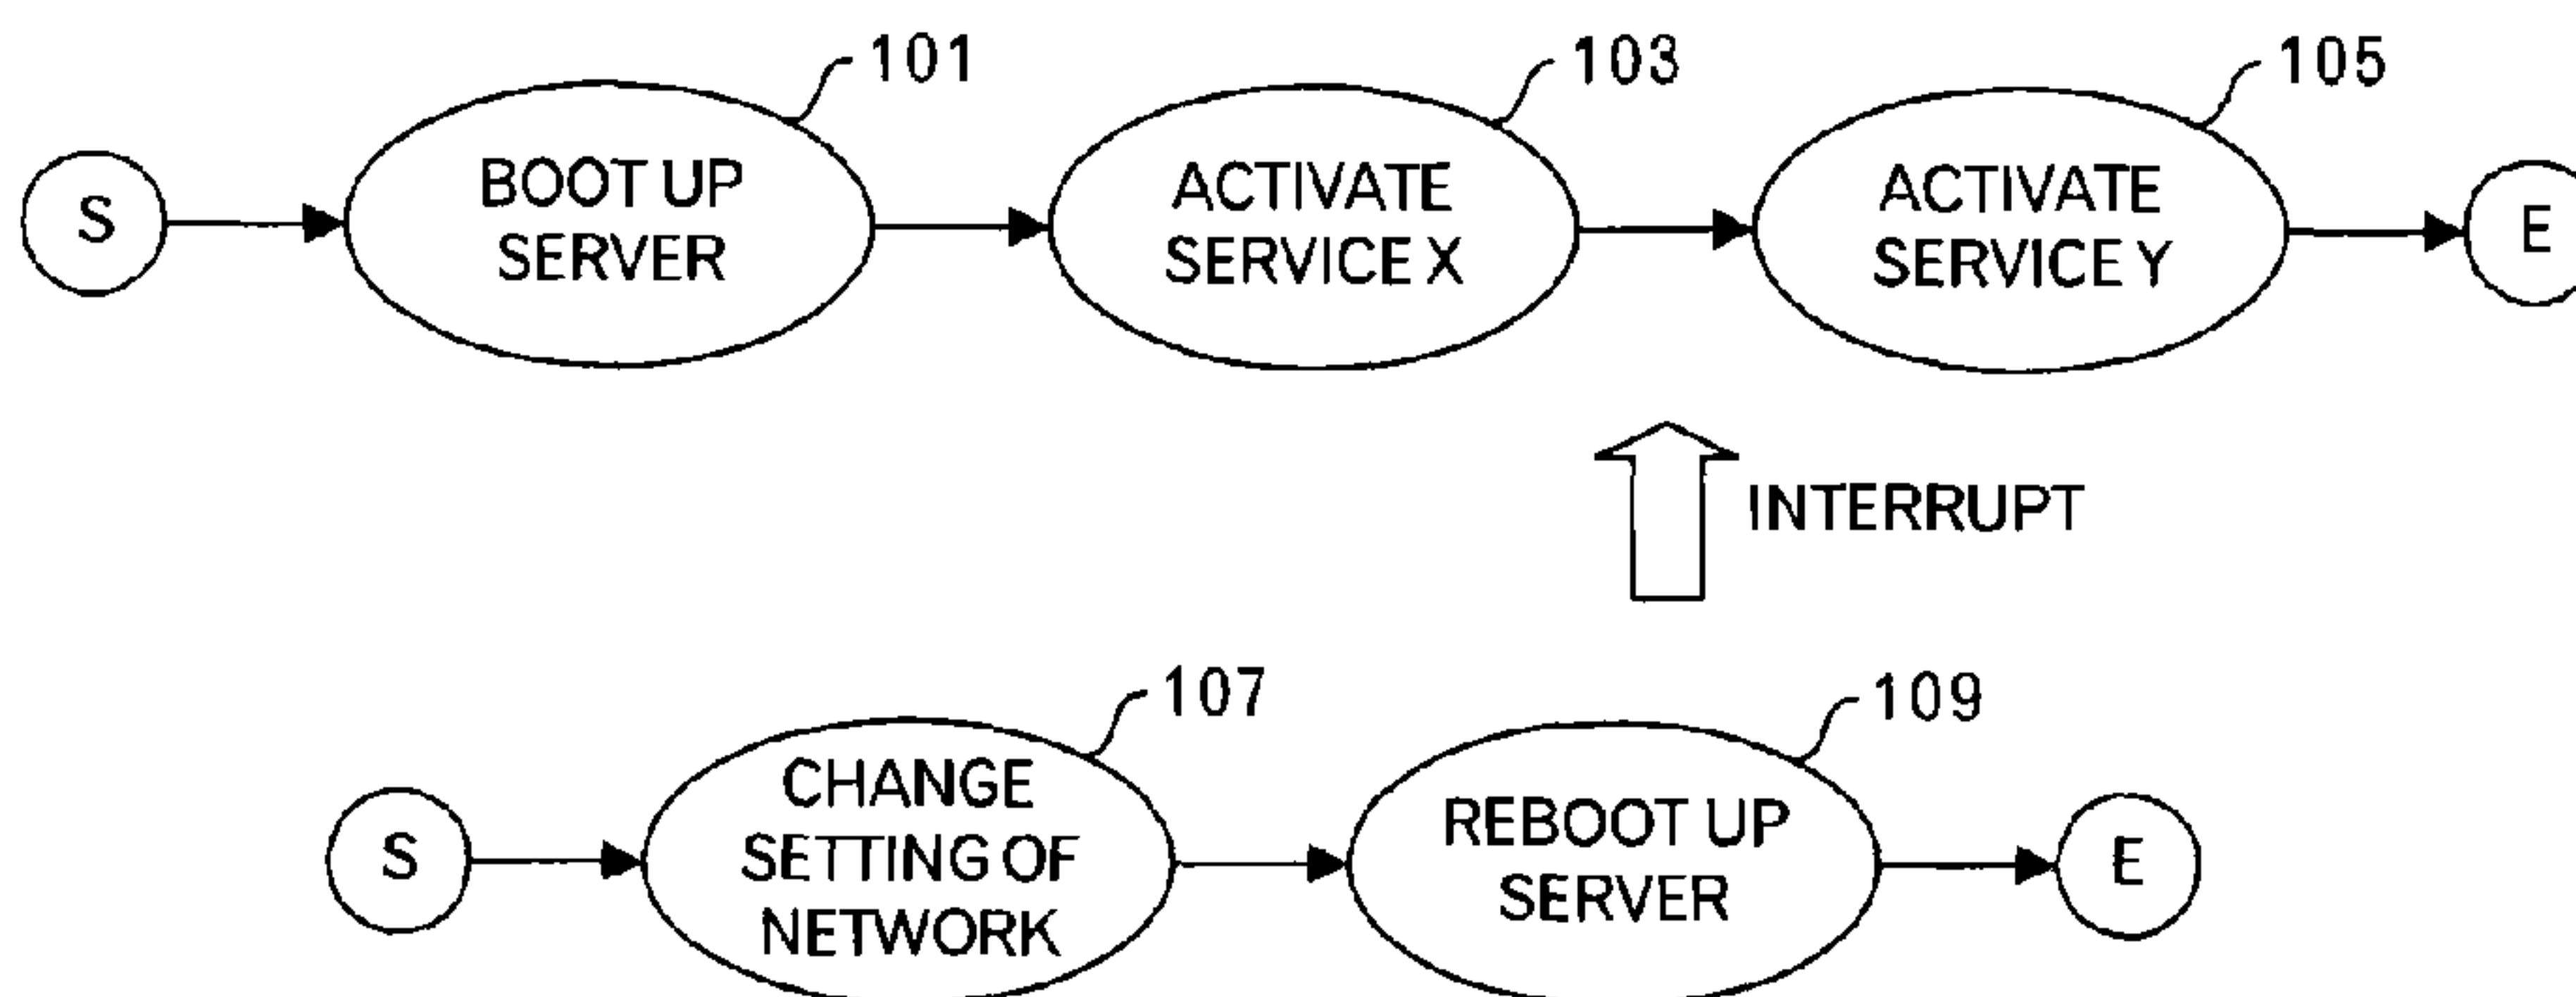 101
103
105
S
BOOT UP
SERVER
ACTIVATE
SERVICE X
ACTIVATE
SERVICE Y
E
INTERRUPT
107
109
S
CHANGE
SETTING OF
NETWORK
REBOOT UP
SERVER
E